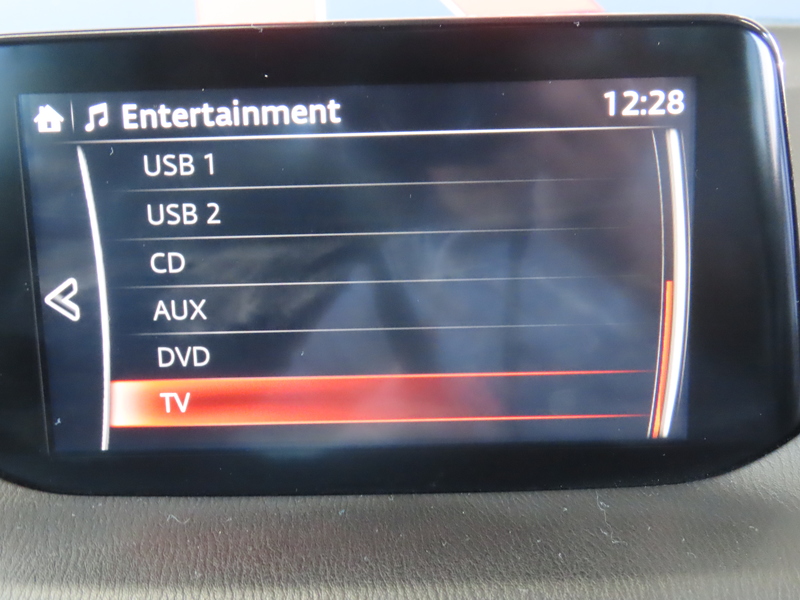 Entertainment 12:28
USB 1
USB 2
CD
AUX
DVD
TV